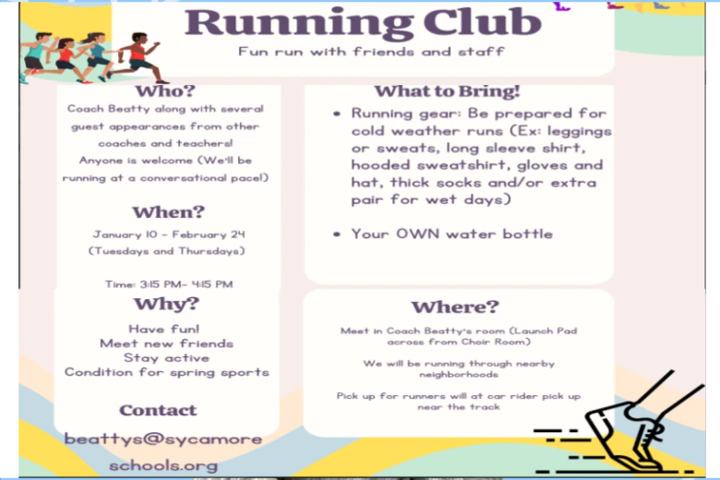 Running Club
Fun run with friends and staff
Who?
Coach Beatty along with several
guest appearances from other
coaches and teachers!
Anyone is welcome (We'll be
running at a conversational pace!)
When?
January 10 - February 24
(Tuesdays and Thursdays)
Time: 3:15 PM- 4:15 PM
Why?
Have fun!
Meet new friends
Stay active
Condition for spring sports
Contact
beattys@sycamore
schools.org
What to Bring!
• Running gear: Be prepared for
cold weather runs (Ex: leggings
or sweats, long sleeve shirt,
hooded sweatshirt, gloves and
hat, thick socks and/or extra
pair for wet days)
• Your OWN water bottle
Where?
Meet in Coach Beatty's room (Launch Pad
across from Choir Room)
We will be running through nearby
neighborhoods
Pick up for runners will at car rider pick up
near the track